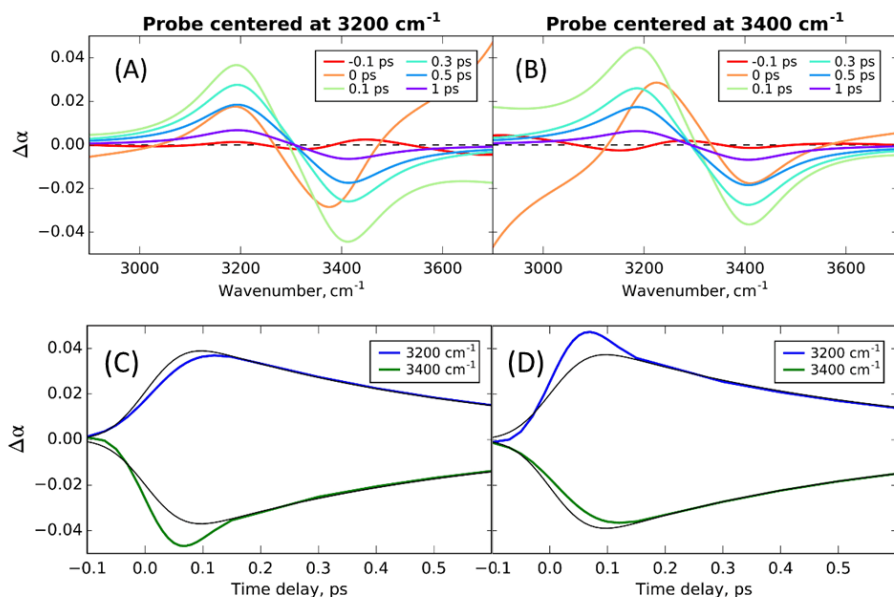 Probe centered at 3200 cm⁻¹
Probe centered at 3400 cm⁻¹
(A)
-0.1 ps
0 ps
0.1 ps
0.3 ps
0.5 ps
1 ps
(B)
-0.1 ps
0 ps
0.1 ps
0.3 ps
0.5 ps
1 ps
0.04
0.02
0.00
−0.02
−0.04
Δα
3000
3200
3400
3600
Wavenumber, cm⁻¹
3000
3200
3400
3600
Wavenumber, cm⁻¹
(C)
3200 cm⁻¹
3400 cm⁻¹
(D)
3200 cm⁻¹
3400 cm⁻¹
0.04
0.02
0.00
−0.02
−0.04
Δα
−0.1
0.0
0.1
0.2
0.3
0.4
0.5
−0.1
0.0
0.1
0.2
0.3
0.4
0.5
Time delay, ps
Time delay, ps